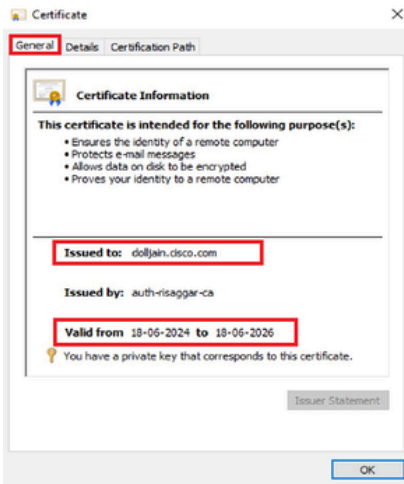 Certificate
General Details Certification Path
Certificate Information
This certificate is intended for the following purpose(s):
• Ensures the identity of a remote computer
• Protects e-mail messages
• Allows data on disk to be encrypted
• Proves your identity to a remote computer
Issued to: dolljain.cisco.com
Issued by: auth-risaggar-ca
Valid from 18-06-2024 to 18-06-2026
You have a private key that corresponds to this certificate.
Issuer Statement
OK